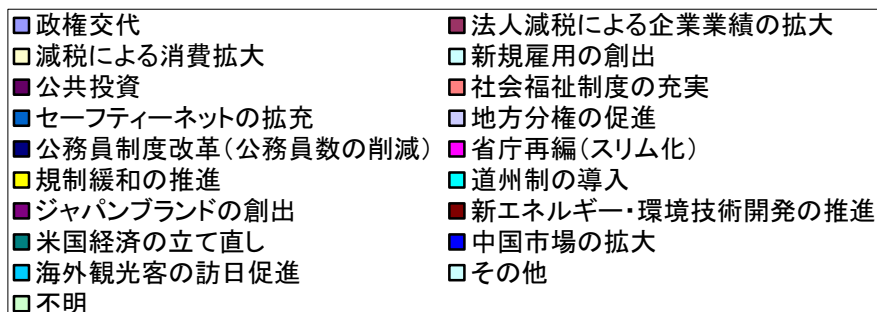 政権交代 法人減税による企業業績の拡大
減税による消費拡大 新規雇用の創出
公共投資 社会福祉制度の充実
セーフティーネットの拡充 地方分権の促進
公務員制度改革(公務員数の削減) 省庁再編(スリム化)
規制緩和の推進 道州制の導入
ジャパンブランドの創出 新エネルギー・環境技術開発の推進
米国経済の立て直し 中国市場の拡大
海外観光客の訪日促進 その他
不明